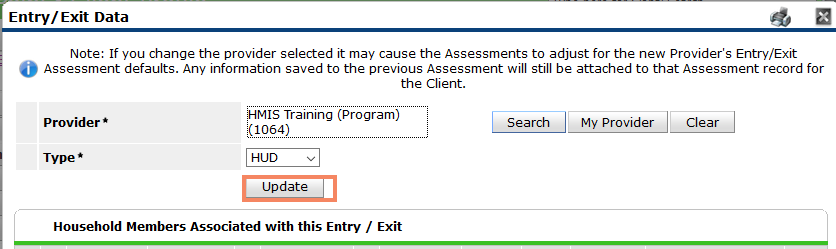 Entry/Exit Data
Note: If you change the provider selected it may cause the Assessments to adjust for the new Provider's Entry/Exit
Assessment defaults. Any information saved to the previous Assessment will still be attached to that Assessment record for
the Client.
Provider*
HMIS Training (Program)
(1064)
Search
My Provider
Clear
Type*
HUD
Update
Household Members Associated with this Entry / Exit